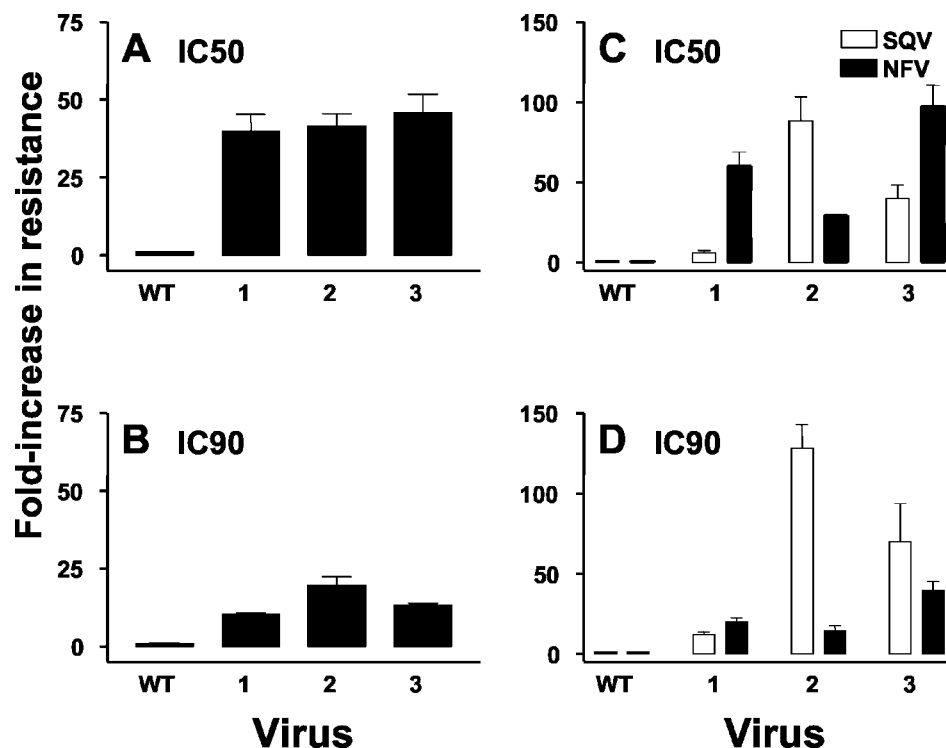 Fold-increase in resistance
A IC50
75
50
25
0
WT 1 2 3
C IC50
SQV
NFV
150
100
50
0
WT 1 2 3
B IC90
75
50
25
0
WT 1 2 3
Virus
D IC90
150
100
50
0
WT 1 2 3
Virus